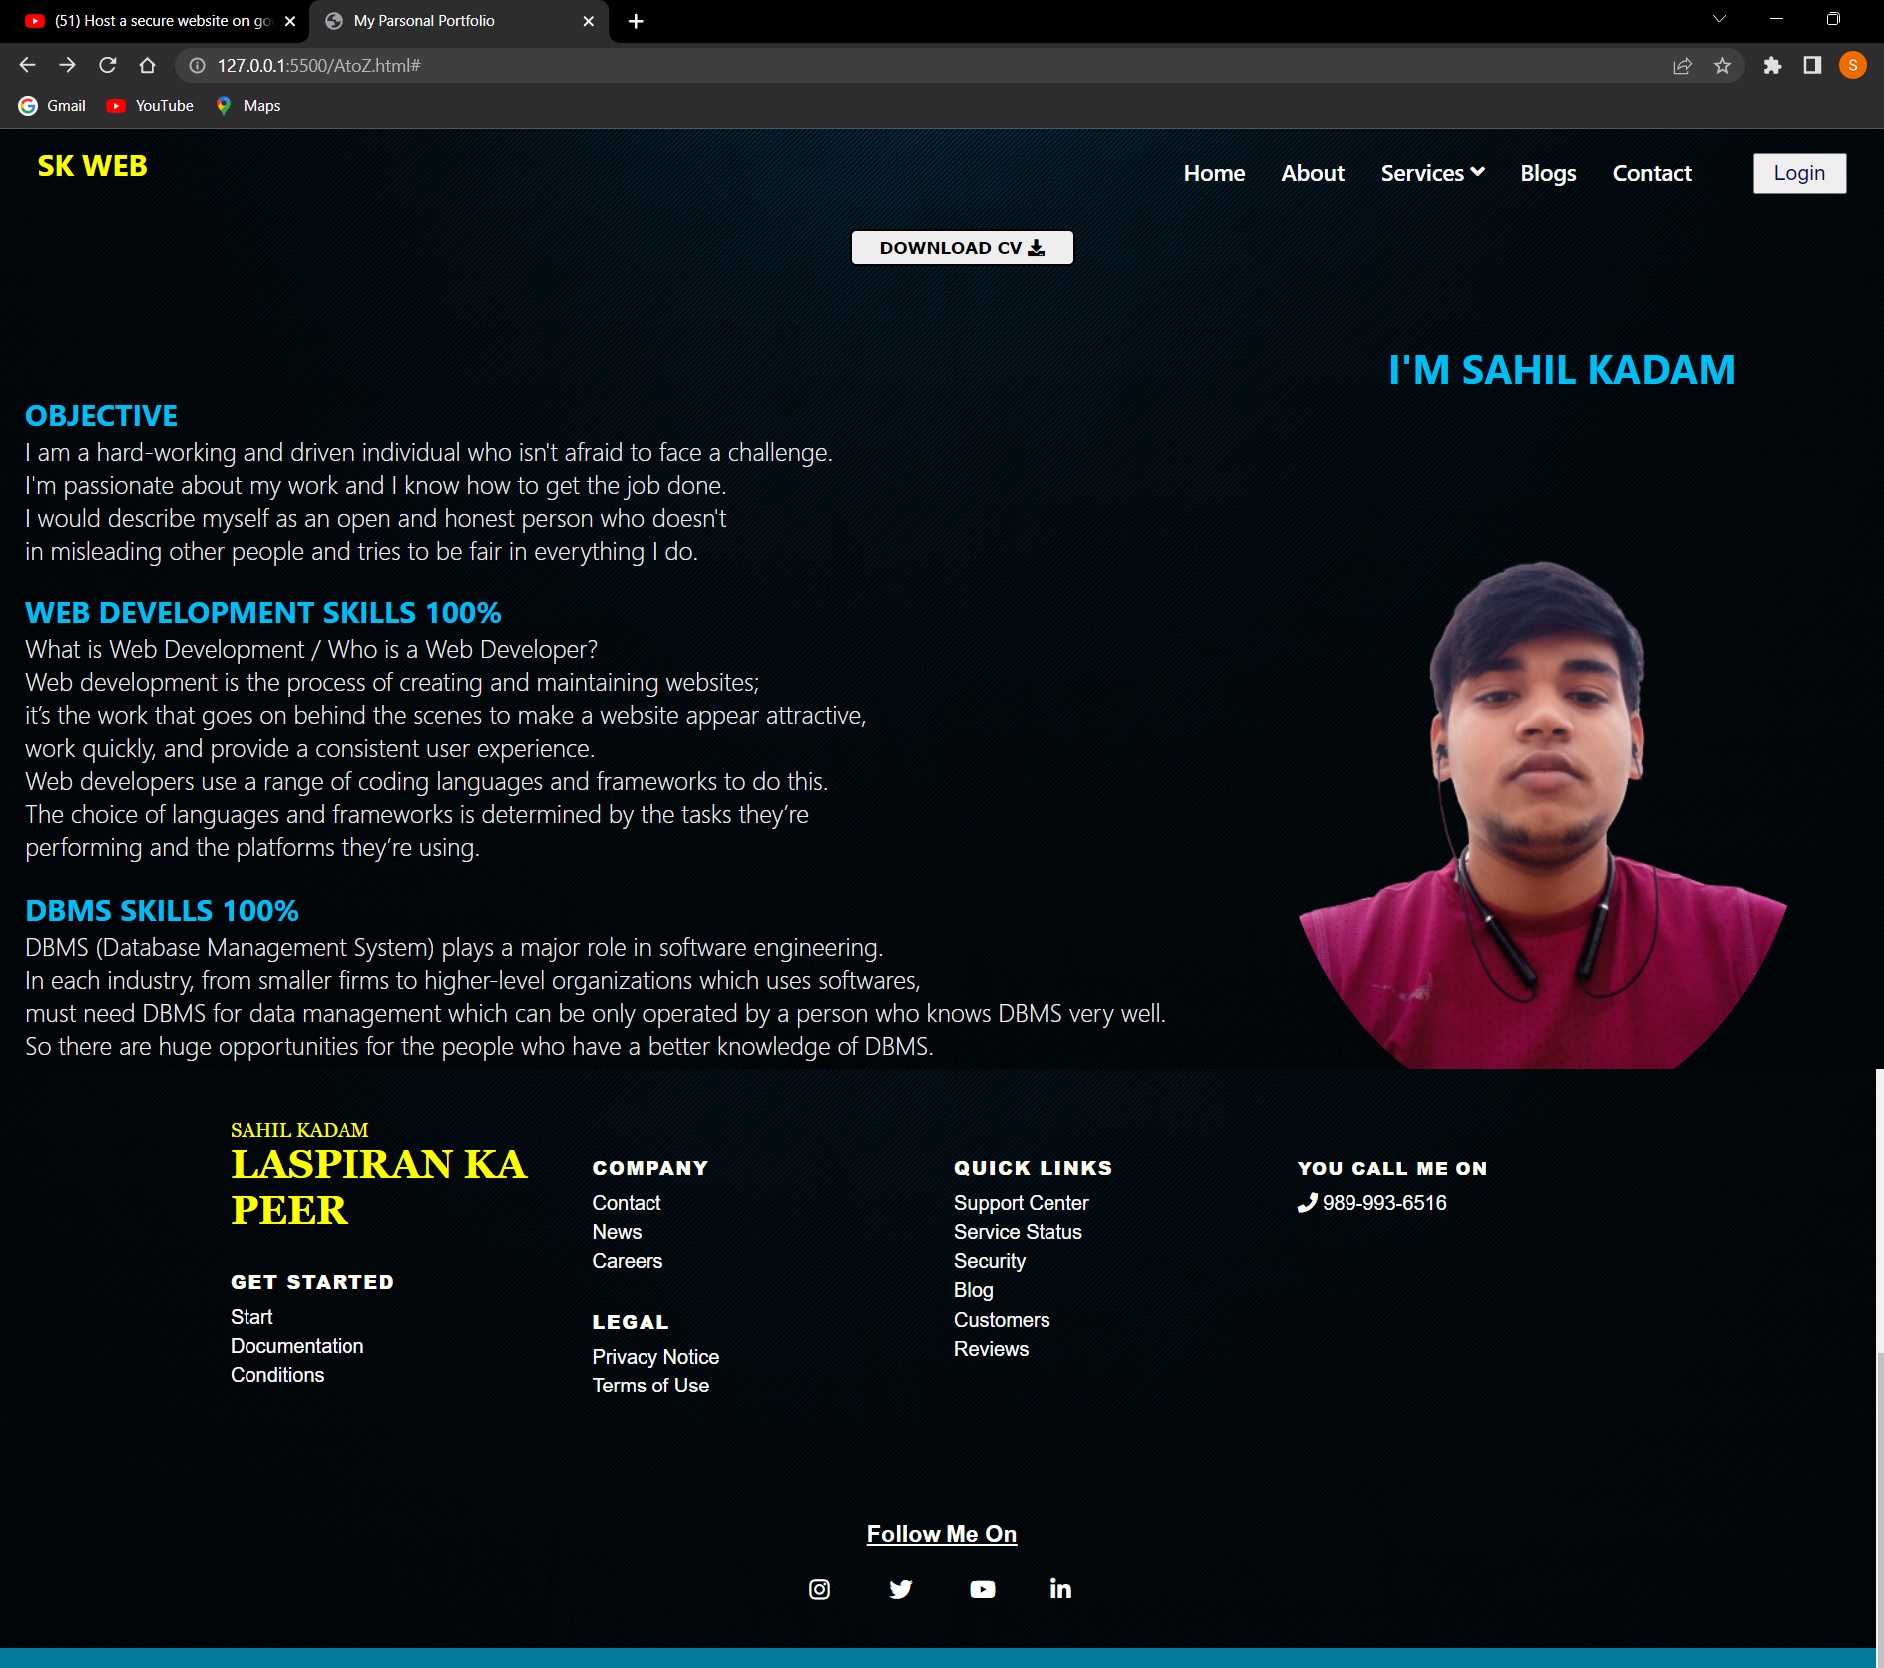 (51) Host a secure website on go
My Parsonal Portfolio
127.0.0.1:5500/AtoZ.html#
S
Gmail
YouTube
Maps
SK WEB
Home
About
Services
Blogs
Contact
Login
DOWNLOAD CV
I'M SAHIL KADAM
OBJECTIVE
I am a hard-working and driven individual who isn't afraid to face a challenge.
I'm passionate about my work and I know how to get the job done.
I would describe myself as an open and honest person who doesn't
in misleading other people and tries to be fair in everything I do.
WEB DEVELOPMENT SKILLS 100%
What is Web Development / Who is a Web Developer?
Web development is the process of creating and maintaining websites;
it’s the work that goes on behind the scenes to make a website appear attractive,
work quickly, and provide a consistent user experience.
Web developers use a range of coding languages and frameworks to do this.
The choice of languages and frameworks is determined by the tasks they’re
performing and the platforms they’re using.
DBMS SKILLS 100%
DBMS (Database Management System) plays a major role in software engineering.
In each industry, from smaller firms to higher-level organizations which uses softwares,
must need DBMS for data management which can be only operated by a person who knows DBMS very well.
So there are huge opportunities for the people who have a better knowledge of DBMS.
SAHIL KADAM
LASPIRAN KA
PEER
GET STARTED
Start
Documentation
Conditions
COMPANY
Contact
News
Careers
LEGAL
Privacy Notice
Terms of Use
QUICK LINKS
Support Center
Service Status
Security
Blog
Customers
Reviews
YOU CALL ME ON
989-993-6516
Follow Me On